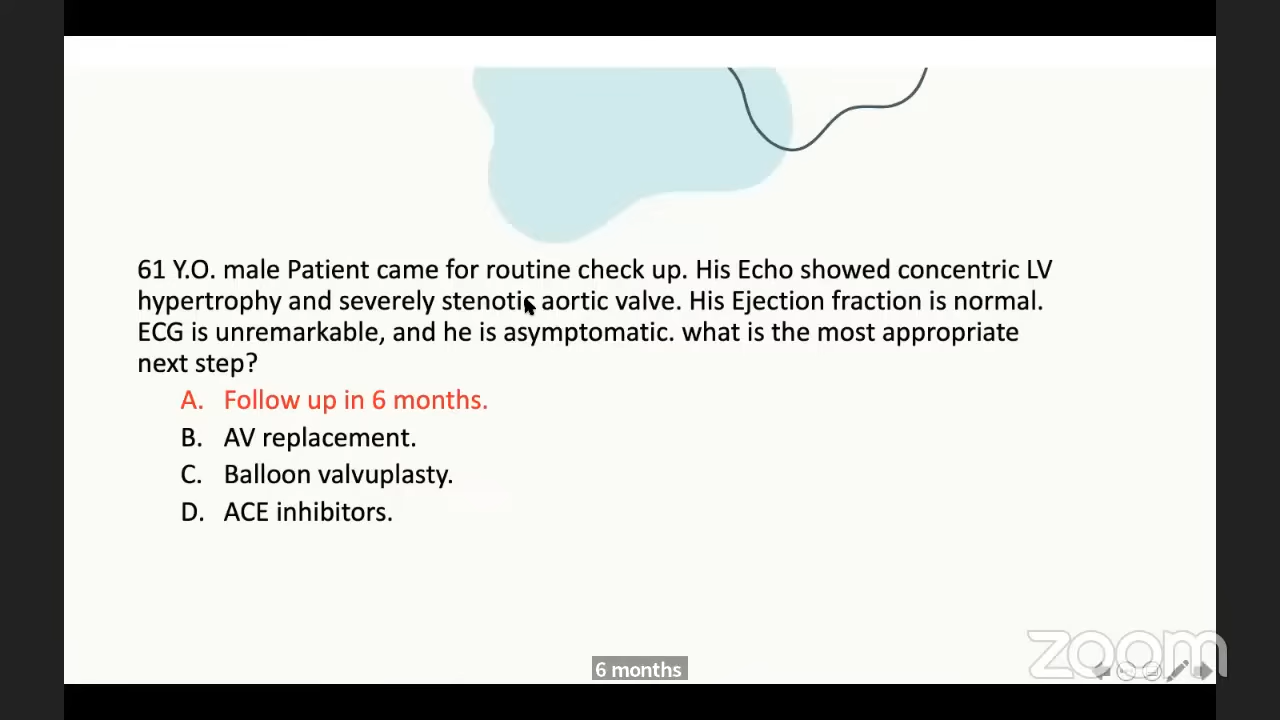 61 Y.O. male Patient came for routine check up. His Echo showed concentric LV
hypertrophy and severely stenotic aortic valve. His Ejection fraction is normal.
ECG is unremarkable, and he is asymptomatic. what is the most appropriate
next step?
A. Follow up in 6 months.
B. AV replacement.
C. Balloon valvuplasty.
D. ACE inhibitors.
zoom
6 months